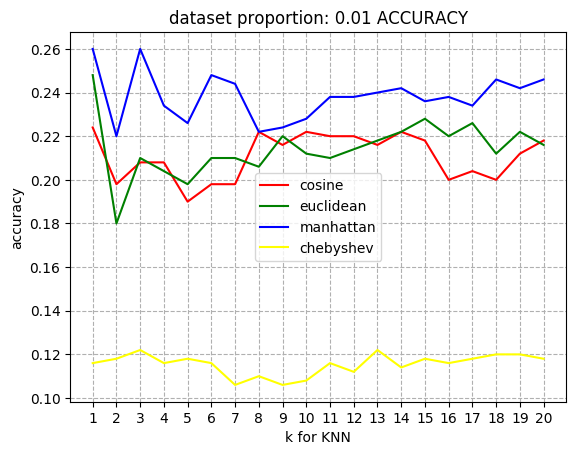 dataset proportion: 0.01 ACCURACY
0.26
0.24
0.22
0.20
0.18
0.16
0.14
0.12
0.10
accuracy
cosine
euclidean
manhattan
chebyshev
1 2 3 4 5 6 7 8 9 10 11 12 13 14 15 16 17 18 19 20
k for KNN